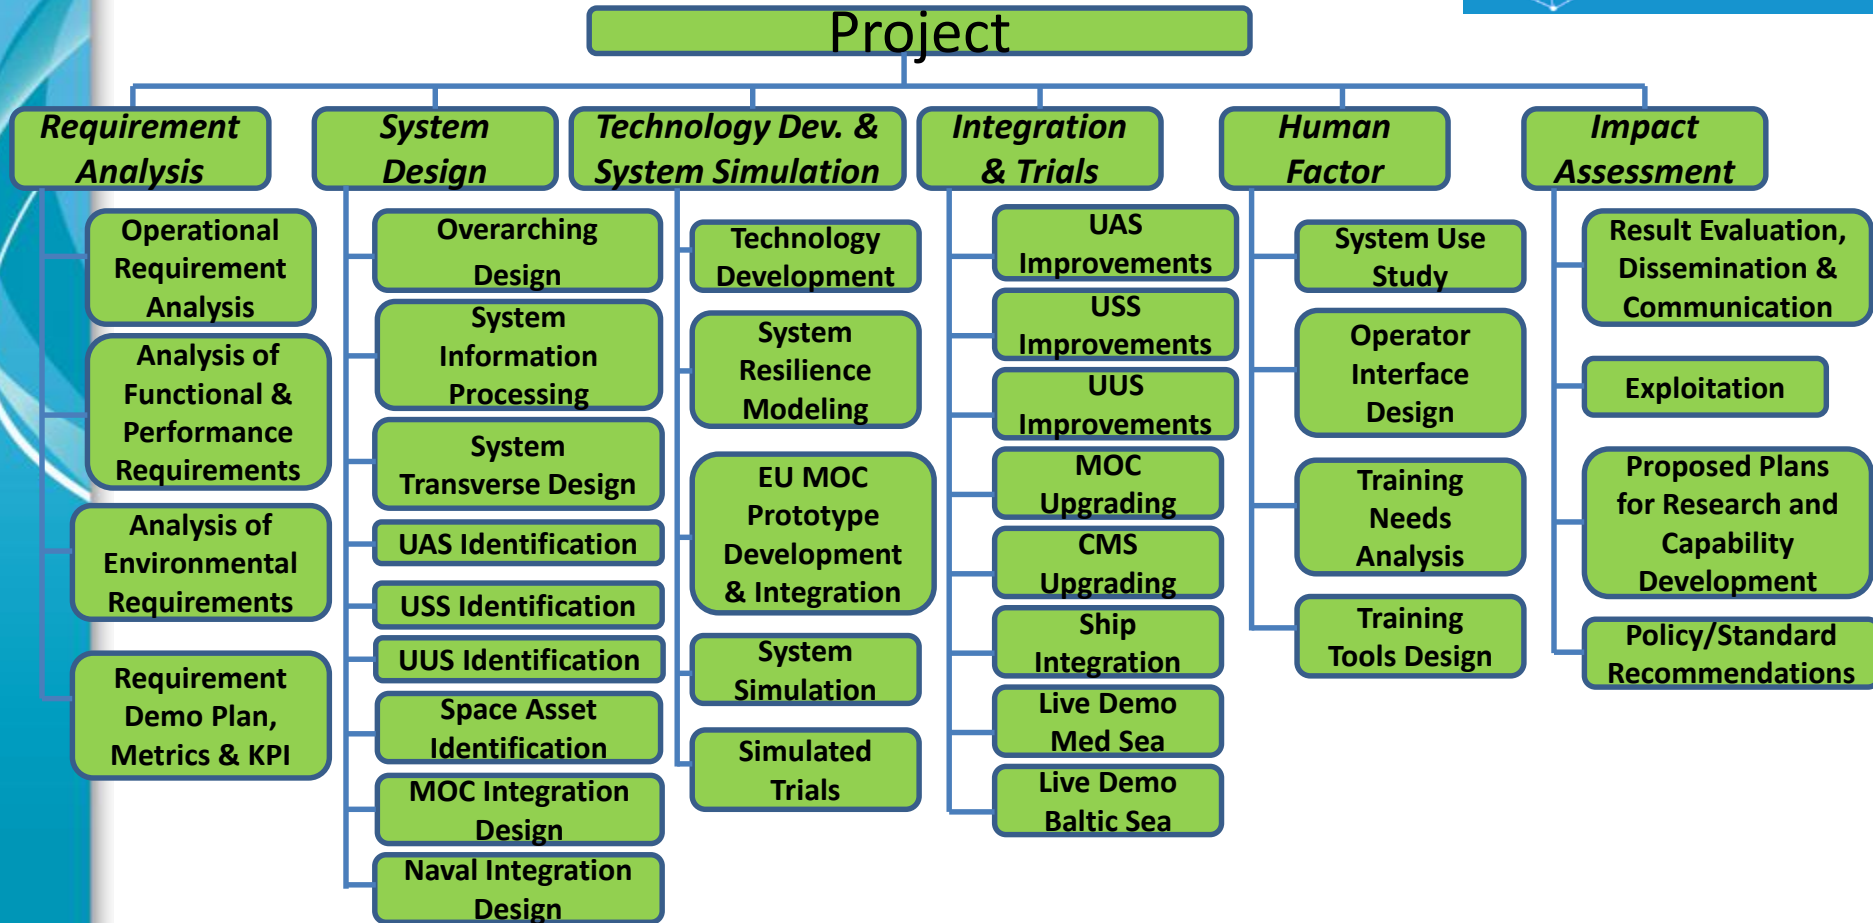 Project
Requirement
Analysis
System
Design
Technology Dev. &
System Simulation
Integration
& Trials
Human
Factor
Impact
Assessment
Operational
Requirement
Analysis
Analysis of
Functional &
Performance
Requirements
Analysis of
Environmental
Requirements
Requirement
Demo Plan,
Metrics & KPI
Overarching
Design
System
Information
Processing
System
Transverse Design
UAS Identification
USS Identification
UUS Identification
Space Asset
Identification
MOC Integration
Design
Naval Integration
Design
Technology
Development
System
Resilience
Modeling
EU MOC
Prototype
Development
& Integration
System
Simulation
Simulated
Trials
UAS
Improvements
USS
Improvements
UUS
Improvements
MOC
Upgrading
CMS
Upgrading
Ship
Integration
Live Demo
Med Sea
Live Demo
Baltic Sea
System Use
Study
Operator
Interface
Design
Training
Needs
Analysis
Training
Tools Design
Result Evaluation,
Dissemination &
Communication
Exploitation
Proposed Plans
for Research and
Capability
Development
Policy/Standard
Recommendations